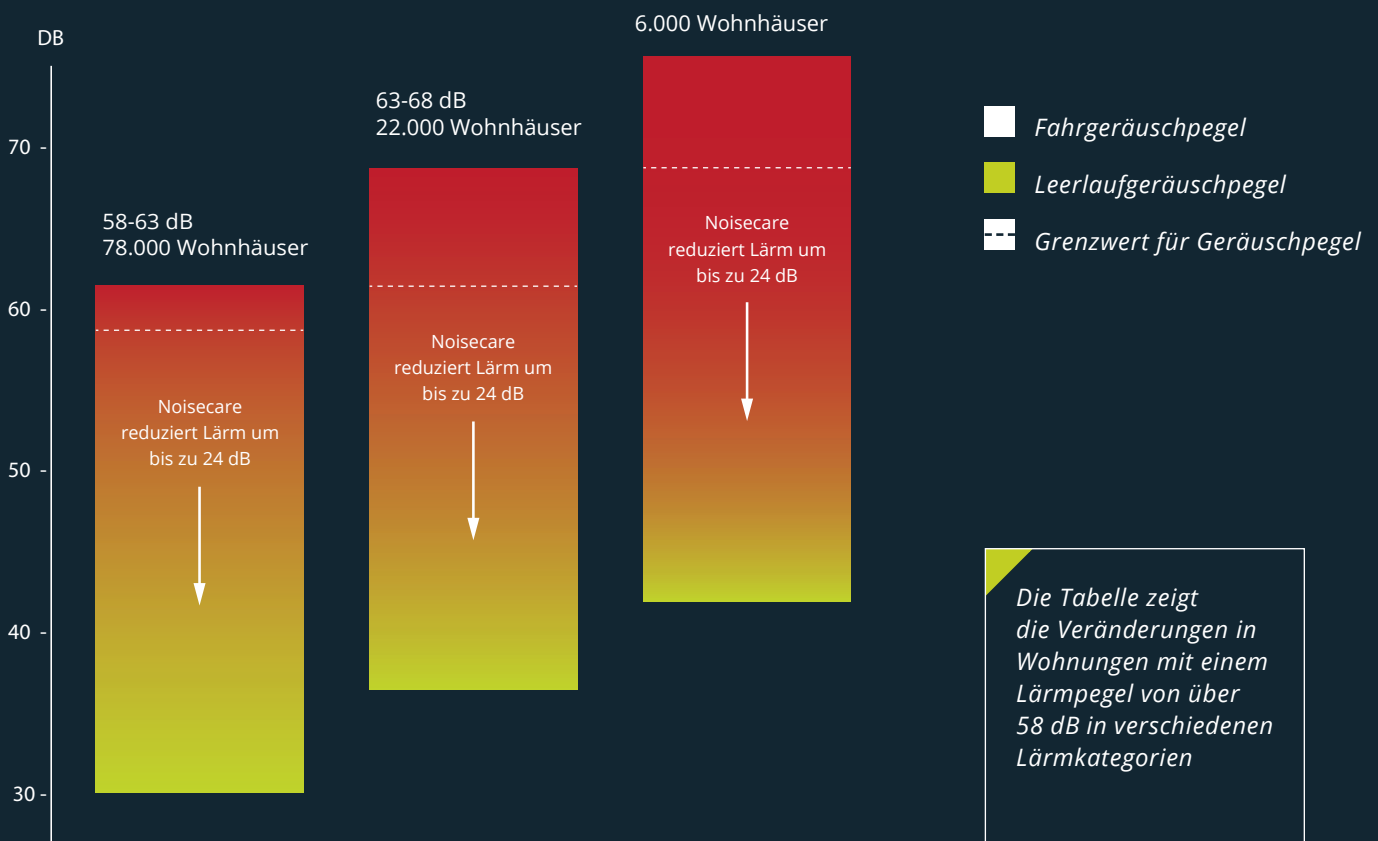 DB
70 -
60 -
50 -
40 -
30 -
58-63 dB
78.000 Wohnhäuser
Noisecare
reduziert Lärm um
bis zu 24 dB
63-68 dB
22.000 Wohnhäuser
Noisecare
reduziert Lärm um
bis zu 24 dB
6.000 Wohnhäuser
Noisecare
reduziert Lärm um
bis zu 24 dB
Fahrgeräuschpegel
Leerlaufgeräuschpegel
Grenzwert für Geräuschpegel
Die Tabelle zeigt
die Veränderungen in
Wohnungen mit einem
Lärmpegel von über
58 dB in verschiedenen
Lärmkategorien